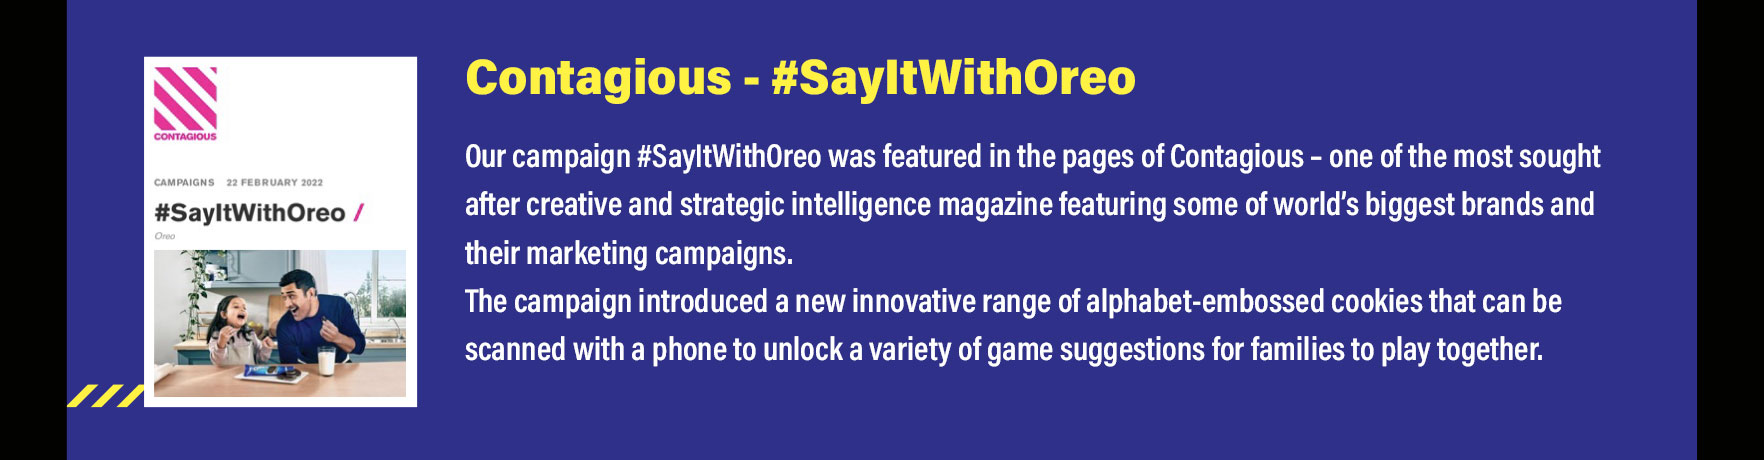 CONTAGIOUS
CAMPAIGNS 22 FEBRUARY 2022
#SayItWithOreo /
Oreo
Contagious - #SayItWithOreo
Our campaign #SayItWithOreo was featured in the pages of Contagious – one of the most sought
after creative and strategic intelligence magazine featuring some of world’s biggest brands and
their marketing campaigns.
The campaign introduced a new innovative range of alphabet-embossed cookies that can be
scanned with a phone to unlock a variety of game suggestions for families to play together.